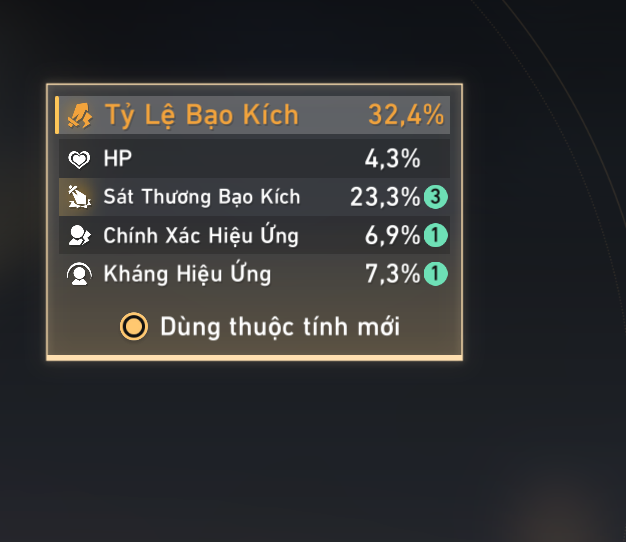 Tỷ Lệ Bạo Kích 32,4%
HP 4,3%
Sát Thương Bạo Kích 23,3% 3
Chính Xác Hiệu Ứng 6,9% 1
Kháng Hiệu Ứng 7,3% 1
Dùng thuộc tính mới